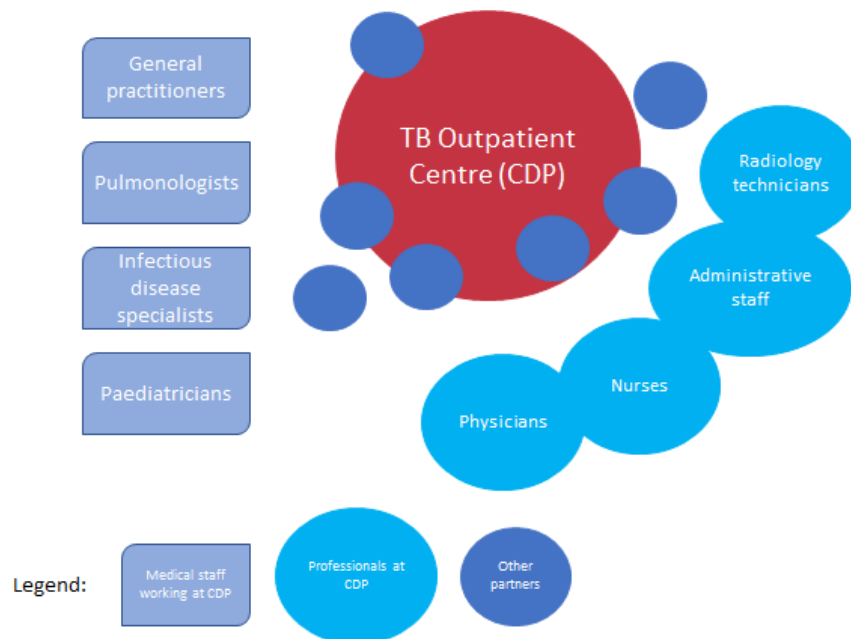 General
practitioners
Pulmonologists
Infectious
disease
specialists
Paediatricians
TB Outpatient
Centre (CDP)
Radiology
technicians
Administrative
staff
Nurses
Physicians
Legend:
Medical staff
working at CDP
Professionals at
CDP
Other
partners